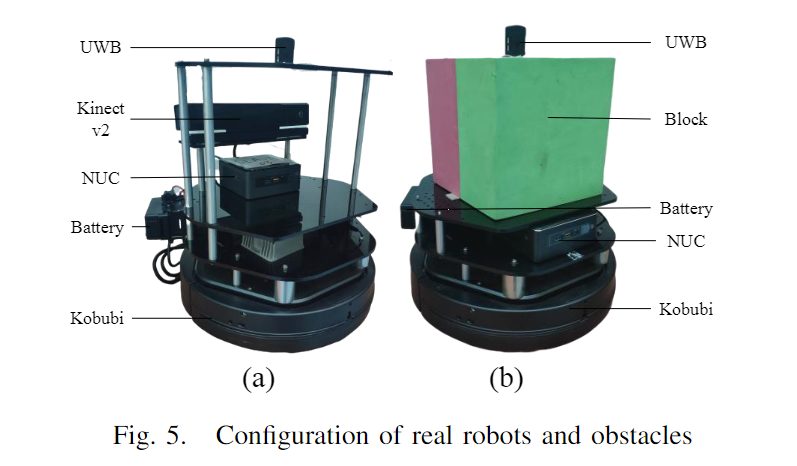 UWB
Kinect
v2
NUC
Battery
Kobubi
UWB
Block
Battery
NUC
Kobubi
(a)
(b)
Fig. 5. Configuration of real robots and obstacles